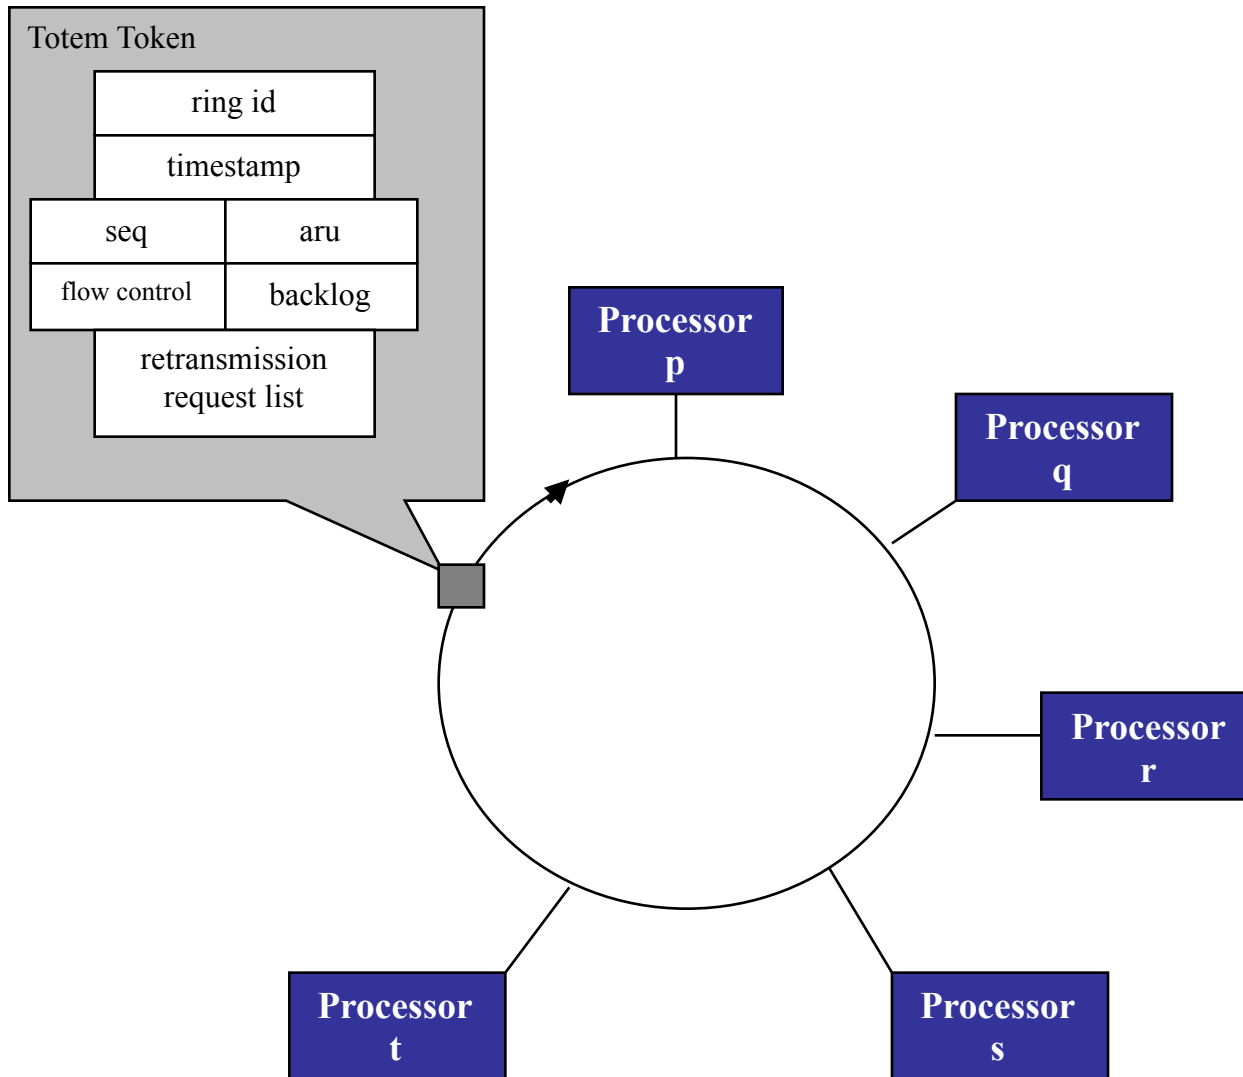 Totem Token
ring id
timestamp
seq
aru
flow control
backlog
retransmission
request list
Processor
p
Processor
q
Processor
r
Processor
t
Processor
s